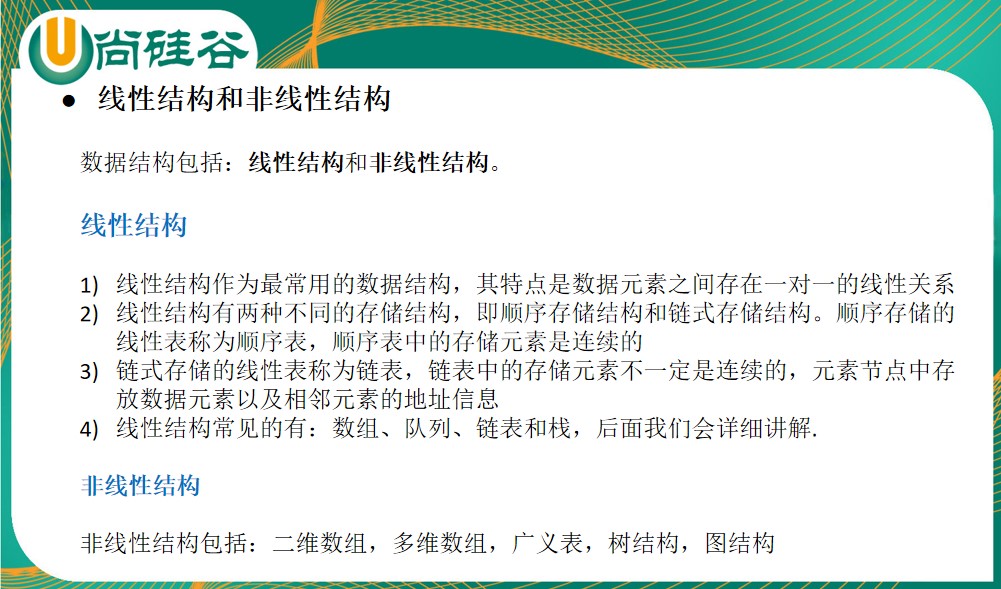 U尚硅谷
● 线性结构和非线性结构
数据结构包括：线性结构和非线性结构。
线性结构
1) 线性结构作为最常用的数据结构，其特点是数据元素之间存在一对一的线性关系
2) 线性结构有两种不同的存储结构，即顺序存储结构和链式存储结构。顺序存储的
线性表称为顺序表，顺序表中的存储元素是连续的
3) 链式存储的线性表称为链表，链表中的存储元素不一定是连续的，元素节点中存
放数据元素以及相邻元素的地址信息
4) 线性结构常见的有：数组、队列、链表和栈，后面我们会详细讲解.
非线性结构
非线性结构包括：二维数组，多维数组，广义表，树结构，图结构